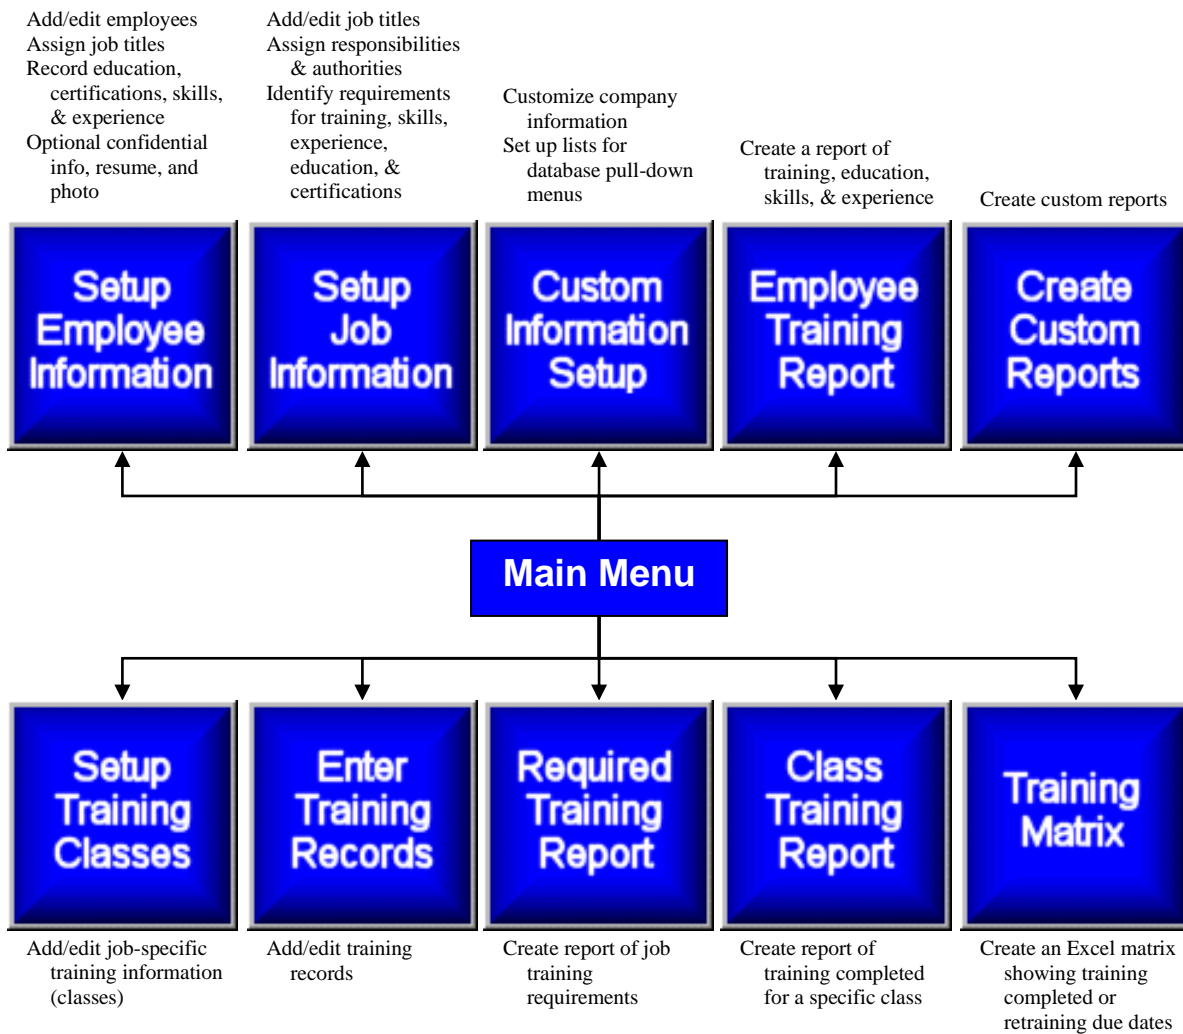 Add/edit employees
Assign job titles
Record education,
certifications, skills,
& experience
Optional confidential
info, resume, and
photo
Add/edit job titles
Assign responsibilities
& authorities
Identify requirements
for training, skills,
experience,
education, &
certifications
Customize company
information
Set up lists for
database pull-down
menus
Create a report of
training, education,
skills, & experience
Create custom reports
Setup
Employee
Information
Setup
Job
Information
Custom
Information
Setup
Employee
Training
Report
Create
Custom
Reports
Main Menu
Setup
Training
Classes
Enter
Training
Records
Required
Training
Report
Class
Training
Report
Training
Matrix
Add/edit job-specific
training information
(classes)
Add/edit training
records
Create report of job
training
requirements
Create report of
training completed
for a specific class
Create an Excel matrix
showing training
completed or
retraining due dates